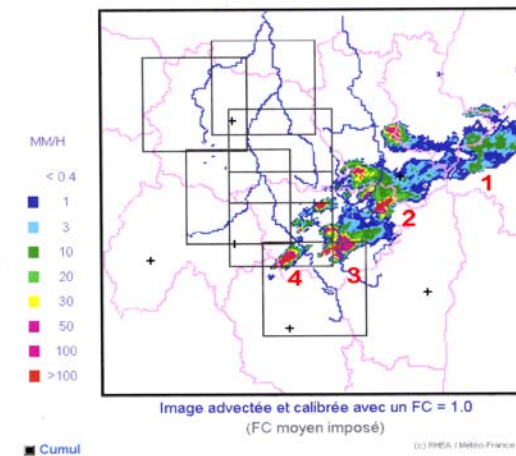 MM/H
< 0.4
1
3
10
20
30
50
100
>100
1
2
3
4
Image advectée et calibrée avec un FC = 1.0
(FC moyen imposé)
(c) RHEA / Météo-France
Cumul